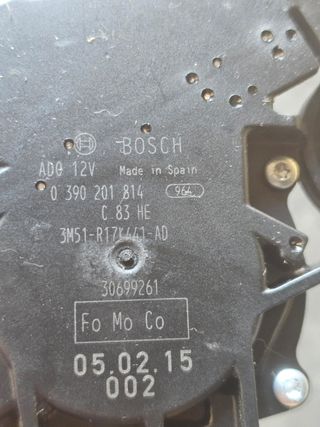 BOSCH
ADQ 12V Made in Spain
0 390 201 814 964
C 83 HE
3M51-R17K441-AD
30699261
Fo Mo Co
05.02.15
002